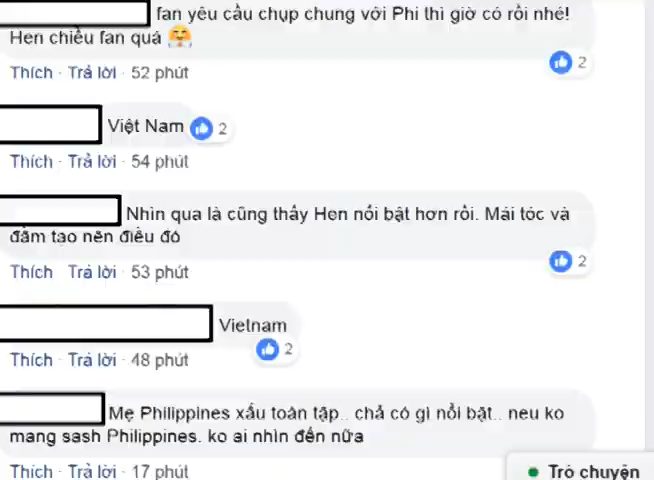 fan yêu cầu chụp chung với Phi thì giờ có rồi nhé!
Hen chiều fan quá
2
Thích · Trả lời · 52 phút
Việt Nam 2
Thích · Trả lời · 54 phút
Nhìn qua là cũng thấy Hen nổi bật hơn rồi. Mái tóc và
đầm tạo nên điều đó
2
Thích · Trả lời · 53 phút
Vietnam
2
Thích · Trả lời · 48 phút
Mẹ Philippines xấu toàn tập.. chả có gì nổi bật.. neu ko
mang sash Philippines. ko ai nhìn đến nữa
Thích · Trả lời · 17 phút
Trò chuyện